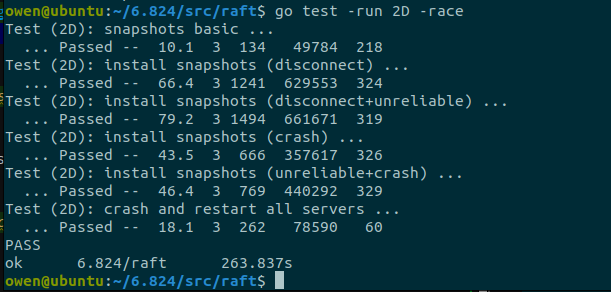 owen@ubuntu:~/6.824/src/raft$ go test -run 2D -race
Test (2D): snapshots basic ...
  ... Passed --  10.1  3  134   49784  218
Test (2D): install snapshots (disconnect) ...
  ... Passed --  66.4  3 1241  629553  324
Test (2D): install snapshots (disconnect+unreliable) ...
  ... Passed --  79.2  3 1494  661671  319
Test (2D): install snapshots (crash) ...
  ... Passed --  43.5  3  666  357617  326
Test (2D): install snapshots (unreliable+crash) ...
  ... Passed --  46.4  3  769  440292  329
Test (2D): crash and restart all servers ...
  ... Passed --  18.1  3  262   78590   60
PASS
ok      6.824/raft      263.837s
owen@ubuntu:~/6.824/src/raft$